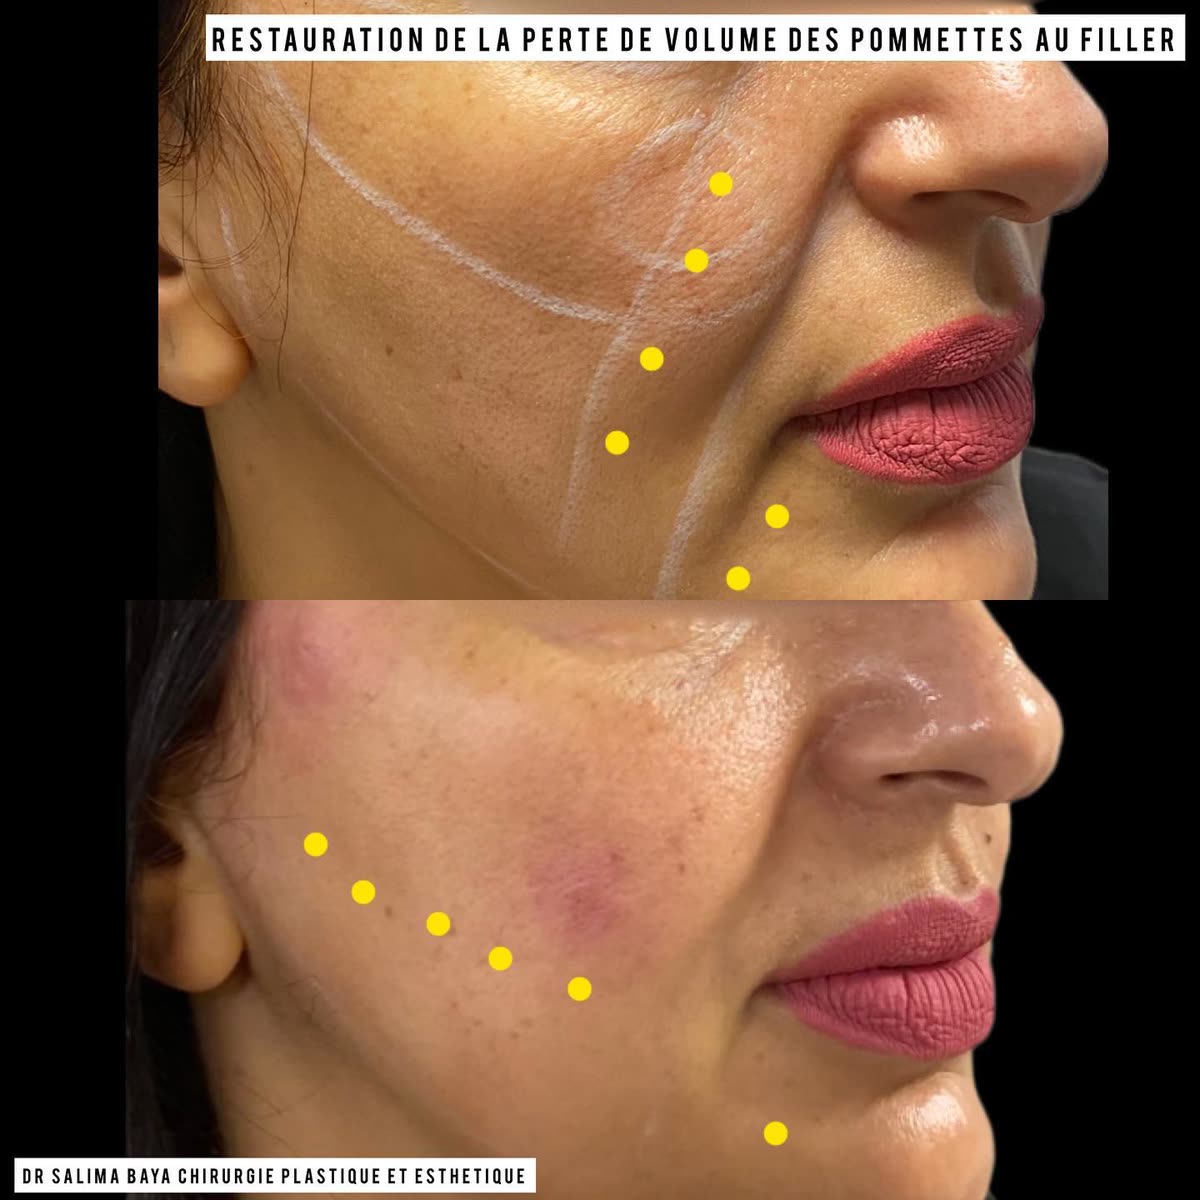 RESTAURATION DE LA PERTE DE VOLUME DES POMMETTES AU FILLER
DR SALIMA BAYA CHIRURGIE PLASTIQUE ET ESTHETIQUE